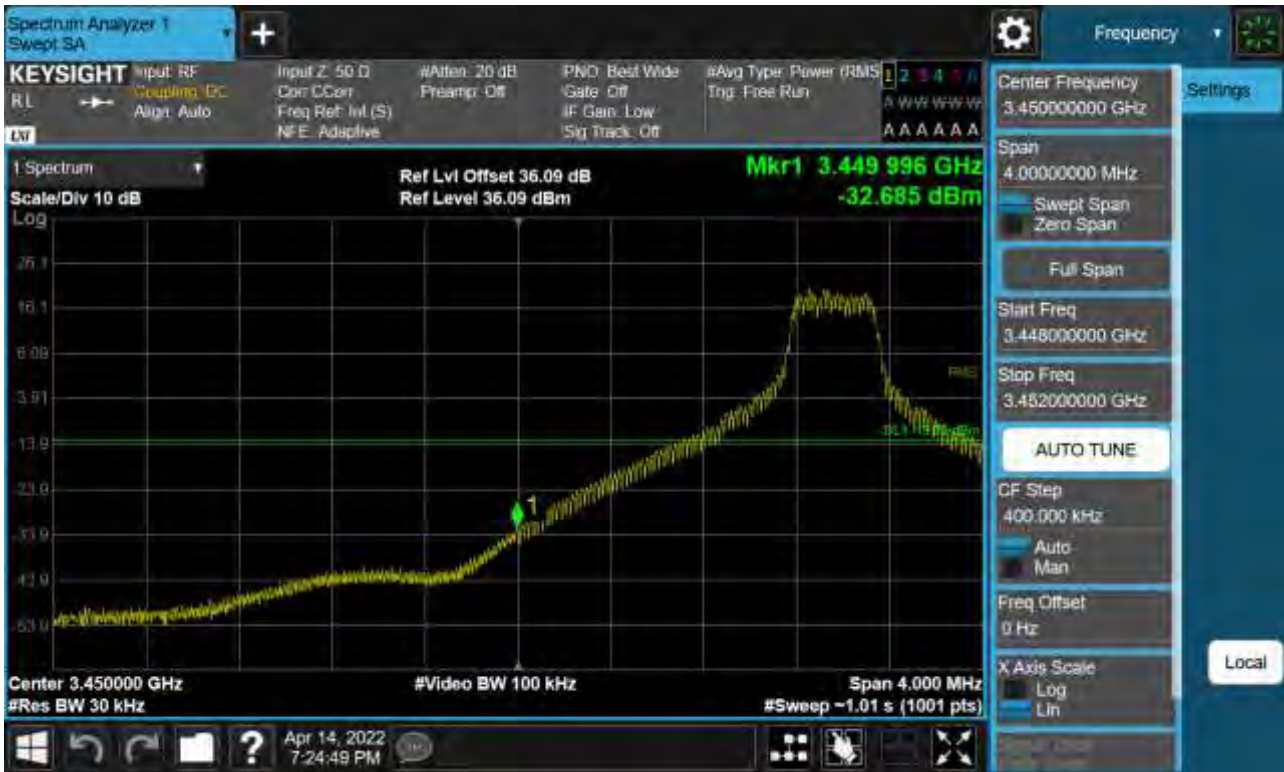 Spectrum Analyzer 1
Swept SA
+
Frequency
KEYSIGHT
RL
LXI
Input: RF
Coupling: DC
Align: Auto
Input Z: 50 Ω
Corr CCorr
Freq Ref: Int (S)
NFE: Adaptive
#Atten: 20 dB
Preamp: Off
PNO: Best Wide
Gate: Off
IF Gain: Low
Sig Track: Off
#Avg Type: Power (RMS
Trig: Free Run
1 2 3 4 5 6
A W W W W W
A A A A A A
1 Spectrum
Scale/Div 10 dB
Log
Ref Lvl Offset 36.09 dB
Ref Level 36.09 dBm
Mkr1 3.449 996 GHz
-32.685 dBm
26.1
16.1
6.09
-3.91
-13.9
-23.9
-33.9
-43.9
-53.9
RMS
1
Center 3.450000 GHz
#Res BW 30 kHz
#Video BW 100 kHz
Span 4.000 MHz
#Sweep ~1.01 s (1001 pts)
Center Frequency
3.450000000 GHz
Span
4.00000000 MHz
Swept Span
Zero Span
Full Span
Start Freq
3.448000000 GHz
Stop Freq
3.452000000 GHz
AUTO TUNE
CF Step
400.000 kHz
Auto
Man
Freq Offset
0 Hz
X Axis Scale
Log
Lin
Settings
Local
?
Apr 14, 2022
7:24:49 PM